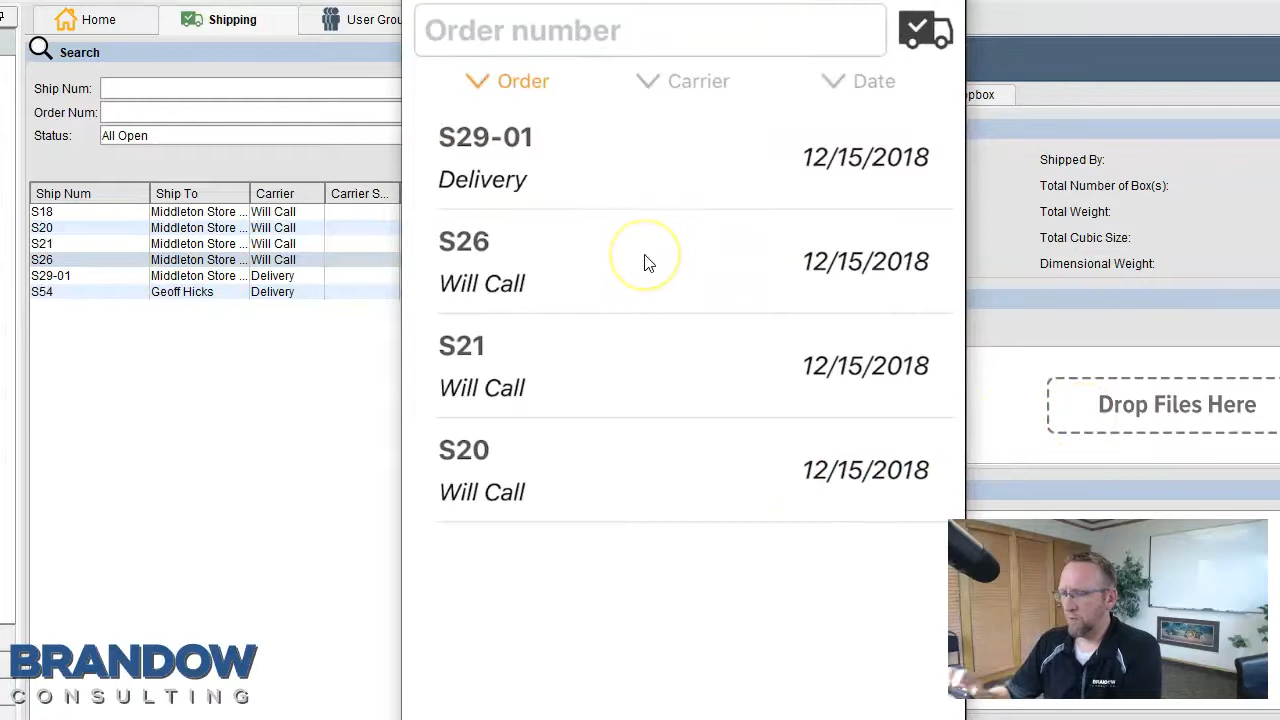 Home
Shipping
User Grou
Search
Ship Num:
Order Num:
Status:
All Open
Ship Num Ship To Carrier Carrier S...
S18 Middleton Store ... Will Call
S20 Middleton Store ... Will Call
S21 Middleton Store ... Will Call
S26 Middleton Store ... Will Call
S29-01 Middleton Store ... Delivery
S54 Geoff Hicks Delivery
Order number
Order Carrier Date
S29-01
Delivery
12/15/2018
S26
Will Call
12/15/2018
S21
Will Call
12/15/2018
S20
Will Call
12/15/2018
pbox
Shipped By:
Total Number of Box(s):
Total Weight:
Total Cubic Size:
Dimensional Weight:
Drop Files Here
BRANDOW
CONSULTING
BRANDOW